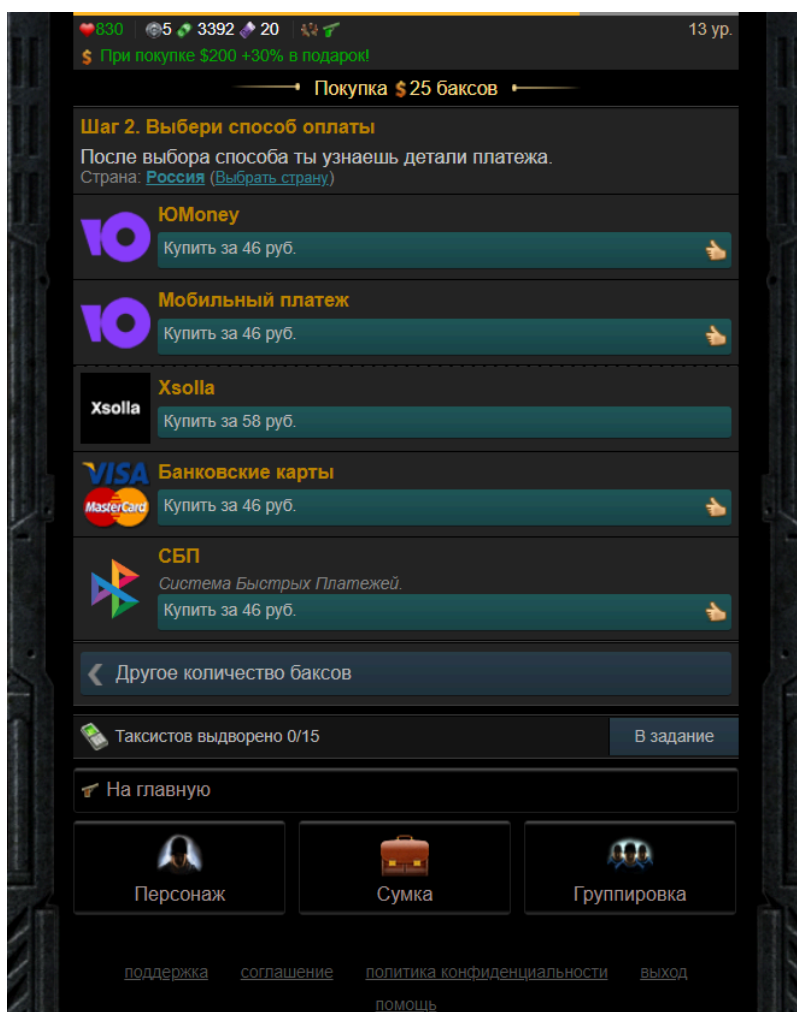 830 5 3392 20 13 ур.
При покупке $200 +30% в подарок!
Покупка $25 баксов
Шаг 2. Выбери способ оплаты
После выбора способа ты узнаешь детали платежа.
Страна: Россия (Выбрать страну)
ЮMoney
Купить за 46 руб.
Мобильный платеж
Купить за 46 руб.
Xsolla
Xsolla
Купить за 58 руб.
VISA
MasterCard
Банковские карты
Купить за 46 руб.
СБП
Система Быстрых Платежей.
Купить за 46 руб.
Другое количество баксов
Таксистов выдворено 0/15 В задание
На главную
Персонаж Сумка Группировка
поддержка соглашение политика конфиденциальности выход
помощь